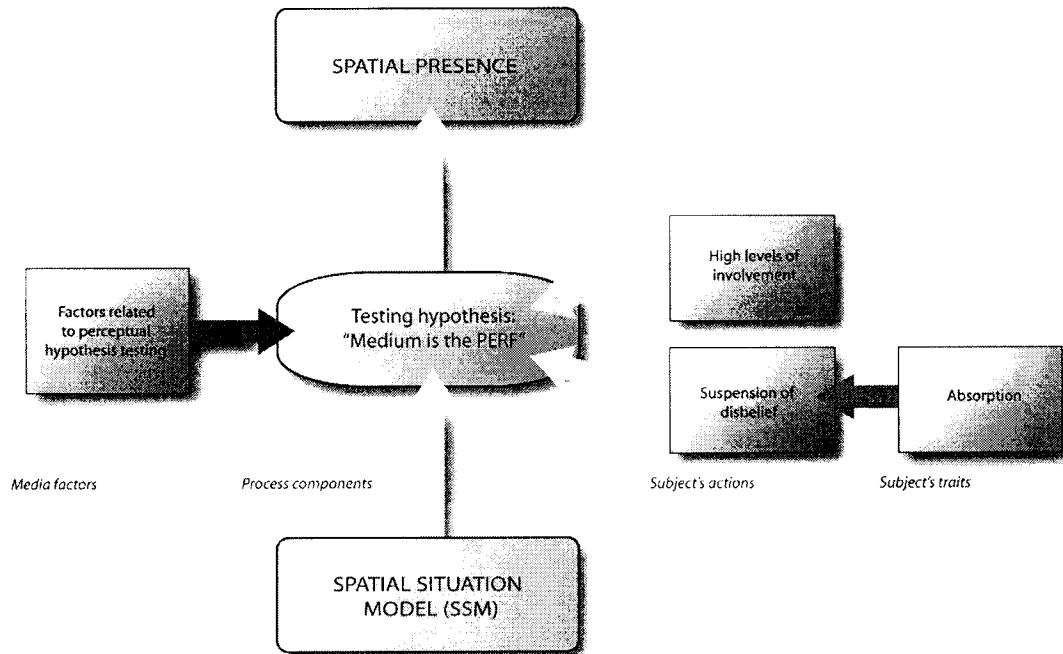 SPATIAL PRESENCE
High levels of
involvement
Factors related
to perceptual
hypothesis testing
Testing hypothesis:
"Medium is the PERF"
Suspension of
disbelief
Absorption
Media factors
Process components
Subject's actions
Subject's traits
SPATIAL SITUATION
MODEL (SSM)